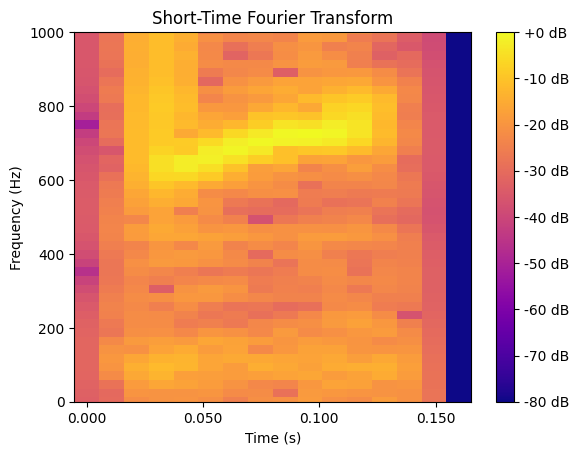 Short-Time Fourier Transform
1000
800
600
400
200
0
Frequency (Hz)
0.000
0.050
0.100
0.150
Time (s)
+0 dB
-10 dB
-20 dB
-30 dB
-40 dB
-50 dB
-60 dB
-70 dB
-80 dB